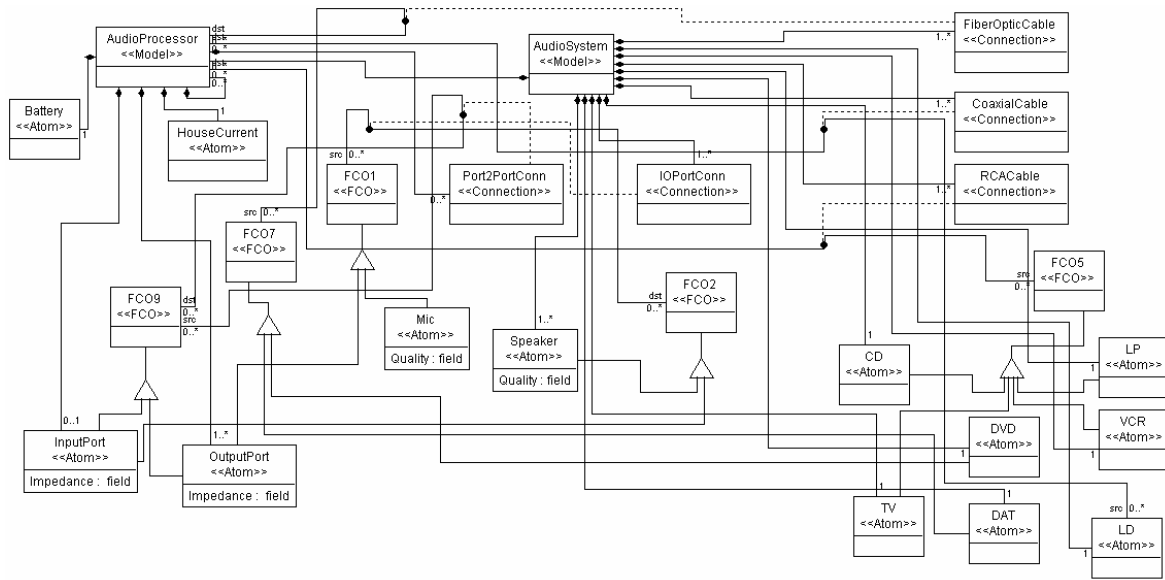 AudioProcessor
<<Model>>
dst
0..*
dst
0..*
AudioSystem
<<Model>>
FiberOpticCable
<<Connection>>
1..*
Battery
<<Atom>>
1
HouseCurrent
<<Atom>>
1
CoaxialCable
<<Connection>>
1..*
FCO1
<<FCO>>
src 0..*
Port2PortConn
<<Connection>>
0..*
IOPortConn
<<Connection>>
1..*
RCACable
<<Connection>>
1..*
FCO7
<<FCO>>
src 0..*
FCO5
<<FCO>>
src
0..*
FCO9
<<FCO>>
dst
0..*
src
0..*
FCO2
<<FCO>>
dst
0..*
Mic
<<Atom>>
Quality : field
1..*
Speaker
<<Atom>>
Quality : field
1
CD
<<Atom>>
LP
<<Atom>>
1
VCR
<<Atom>>
1
DVD
<<Atom>>
1
0..1
InputPort
<<Atom>>
Impedance : field
1..*
OutputPort
<<Atom>>
Impedance : field
1
TV
<<Atom>>
1
DAT
<<Atom>>
src 0..*
LD
<<Atom>>
1